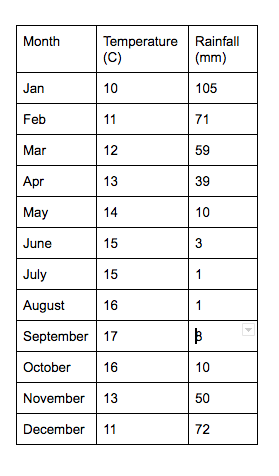 Month Temperature (C) Rainfall (mm)
Jan 10 105
Feb 11 71
Mar 12 59
Apr 13 39
May 14 10
June 15 3
July 15 1
August 16 1
September 17 8
October 16 10
November 13 50
December 11 72